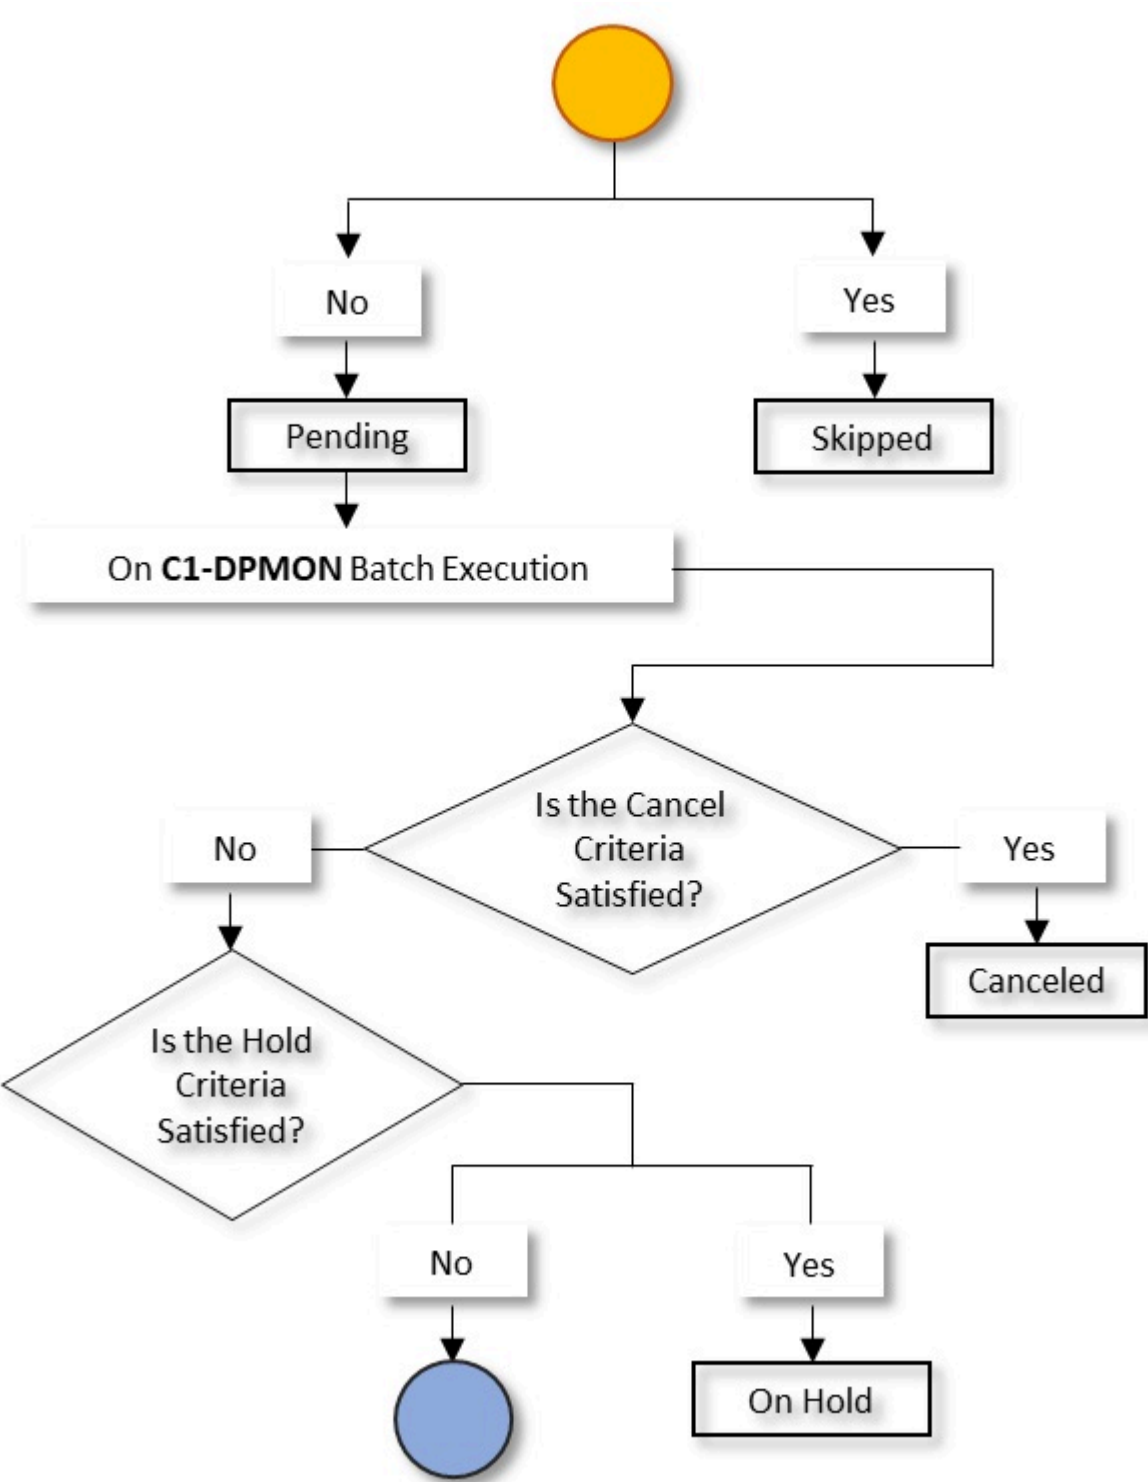 No
Yes
Pending
Skipped
On C1-DPMON Batch Execution
Is the Cancel
Criteria
Satisfied?
No
Yes
Canceled
Is the Hold
Criteria
Satisfied?
No
Yes
On Hold